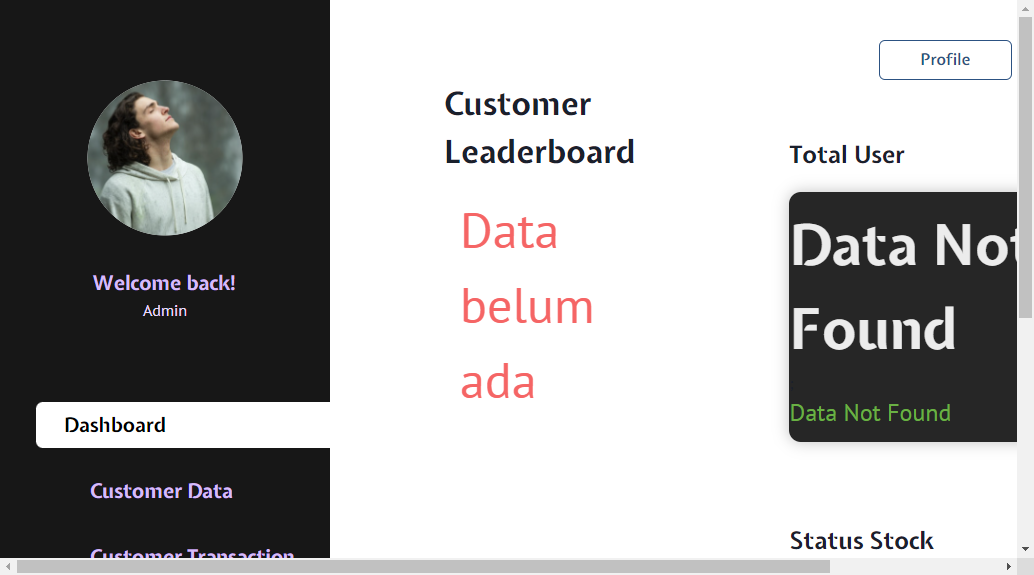 Profile
Customer
Leaderboard
Total User
Data
belum
ada
Data Not
Found
Data Not Found
Welcome back!
Admin
Dashboard
Customer Data
Customer Transaction
Status Stock